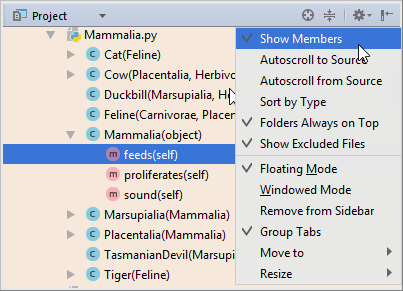 Project
Mammalia.py
C Cat(Feline)
C Cow(Placentalia, Herbivo
C Duckbill(Marsupialia, He
C Feline(Carnivorae, Placen
C Mammalia(object)
m feeds(self)
m proliferates(self)
m sound(self)
C Marsupialia(Mammalia)
C Placentalia(Mammalia)
C TasmanianDevil(Marsupi
C Tiger(Feline)
Show Members
Autoscroll to Source
Autoscroll from Source
Sort by Type
Folders Always on Top
Show Excluded Files
Floating Mode
Windowed Mode
Remove from Sidebar
Group Tabs
Move to
Resize